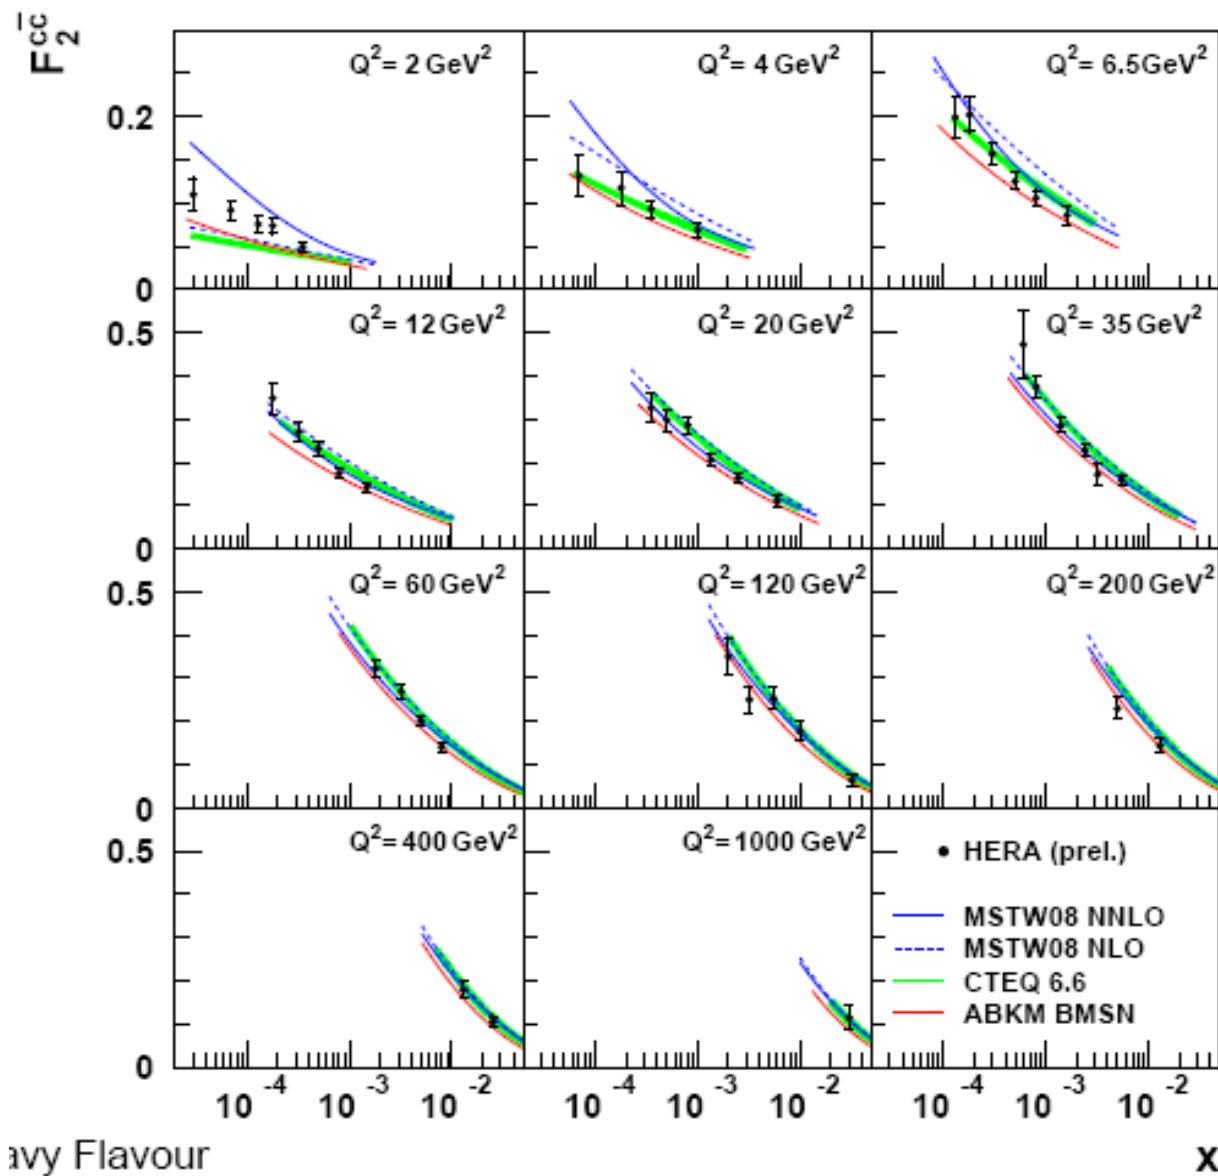 F₂^cc̄
Q²= 2 GeV²
Q²= 4 GeV²
Q²= 6.5GeV²
0.2
0
Q²= 12 GeV²
Q²= 20 GeV²
Q²= 35 GeV²
0.5
0
Q²= 60 GeV²
Q²= 120 GeV²
Q²= 200 GeV²
0.5
0
Q²= 400 GeV²
Q²= 1000 GeV²
0.5
HERA (prel.)
MSTW08 NNLO
MSTW08 NLO
CTEQ 6.6
ABKM BMSN
0
10⁻⁴ 10⁻³ 10⁻² 10⁻⁴ 10⁻³ 10⁻² 10⁻⁴ 10⁻³ 10⁻²
avy Flavour
x